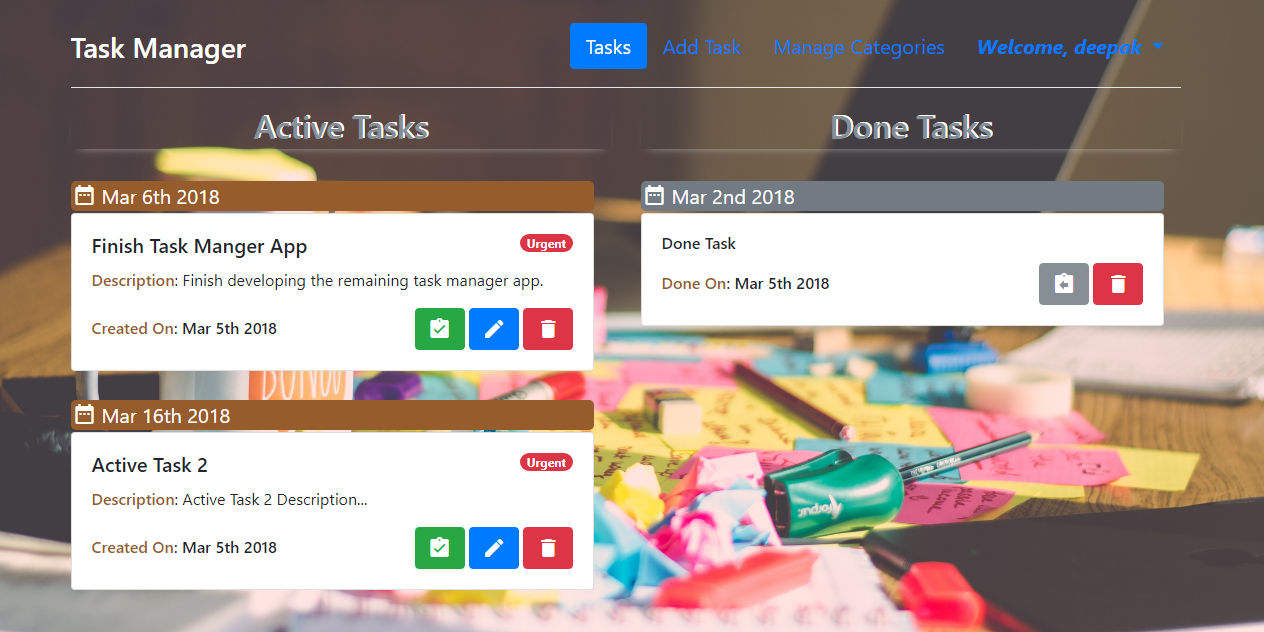 Task Manager
Tasks
Add Task
Manage Categories
Welcome, deepak
Active Tasks
Mar 6th 2018
Finish Task Manger App
Urgent
Description: Finish developing the remaining task manager app.
Created On: Mar 5th 2018
Mar 16th 2018
Active Task 2
Urgent
Description: Active Task 2 Description...
Created On: Mar 5th 2018
Done Tasks
Mar 2nd 2018
Done Task
Done On: Mar 5th 2018